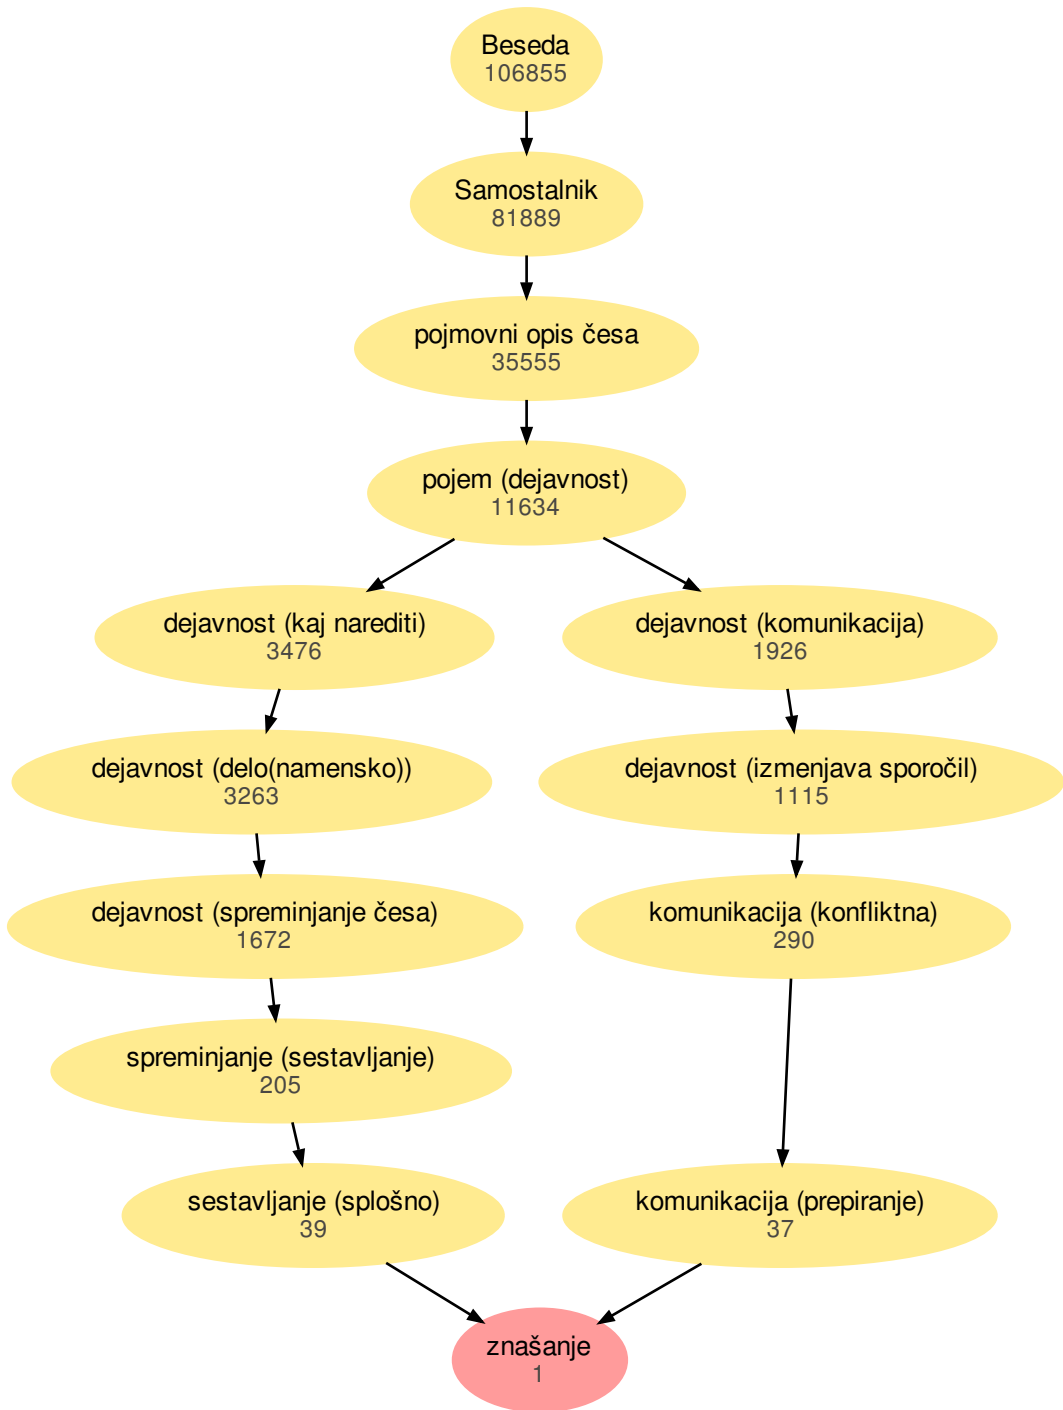 Beseda
106855
Samostalnik
81889
pojmovni opis česa
35555
pojem (dejavnost)
11634
dejavnost (kaj narediti)
3476
dejavnost (komunikacija)
1926
dejavnost (delo(namensko))
3263
dejavnost (izmenjava sporočil)
1115
dejavnost (spreminjanje česa)
1672
komunikacija (konfliktna)
290
spreminjanje (sestavljanje)
205
sestavljanje (splošno)
39
komunikacija (prepiranje)
37
znašanje
1